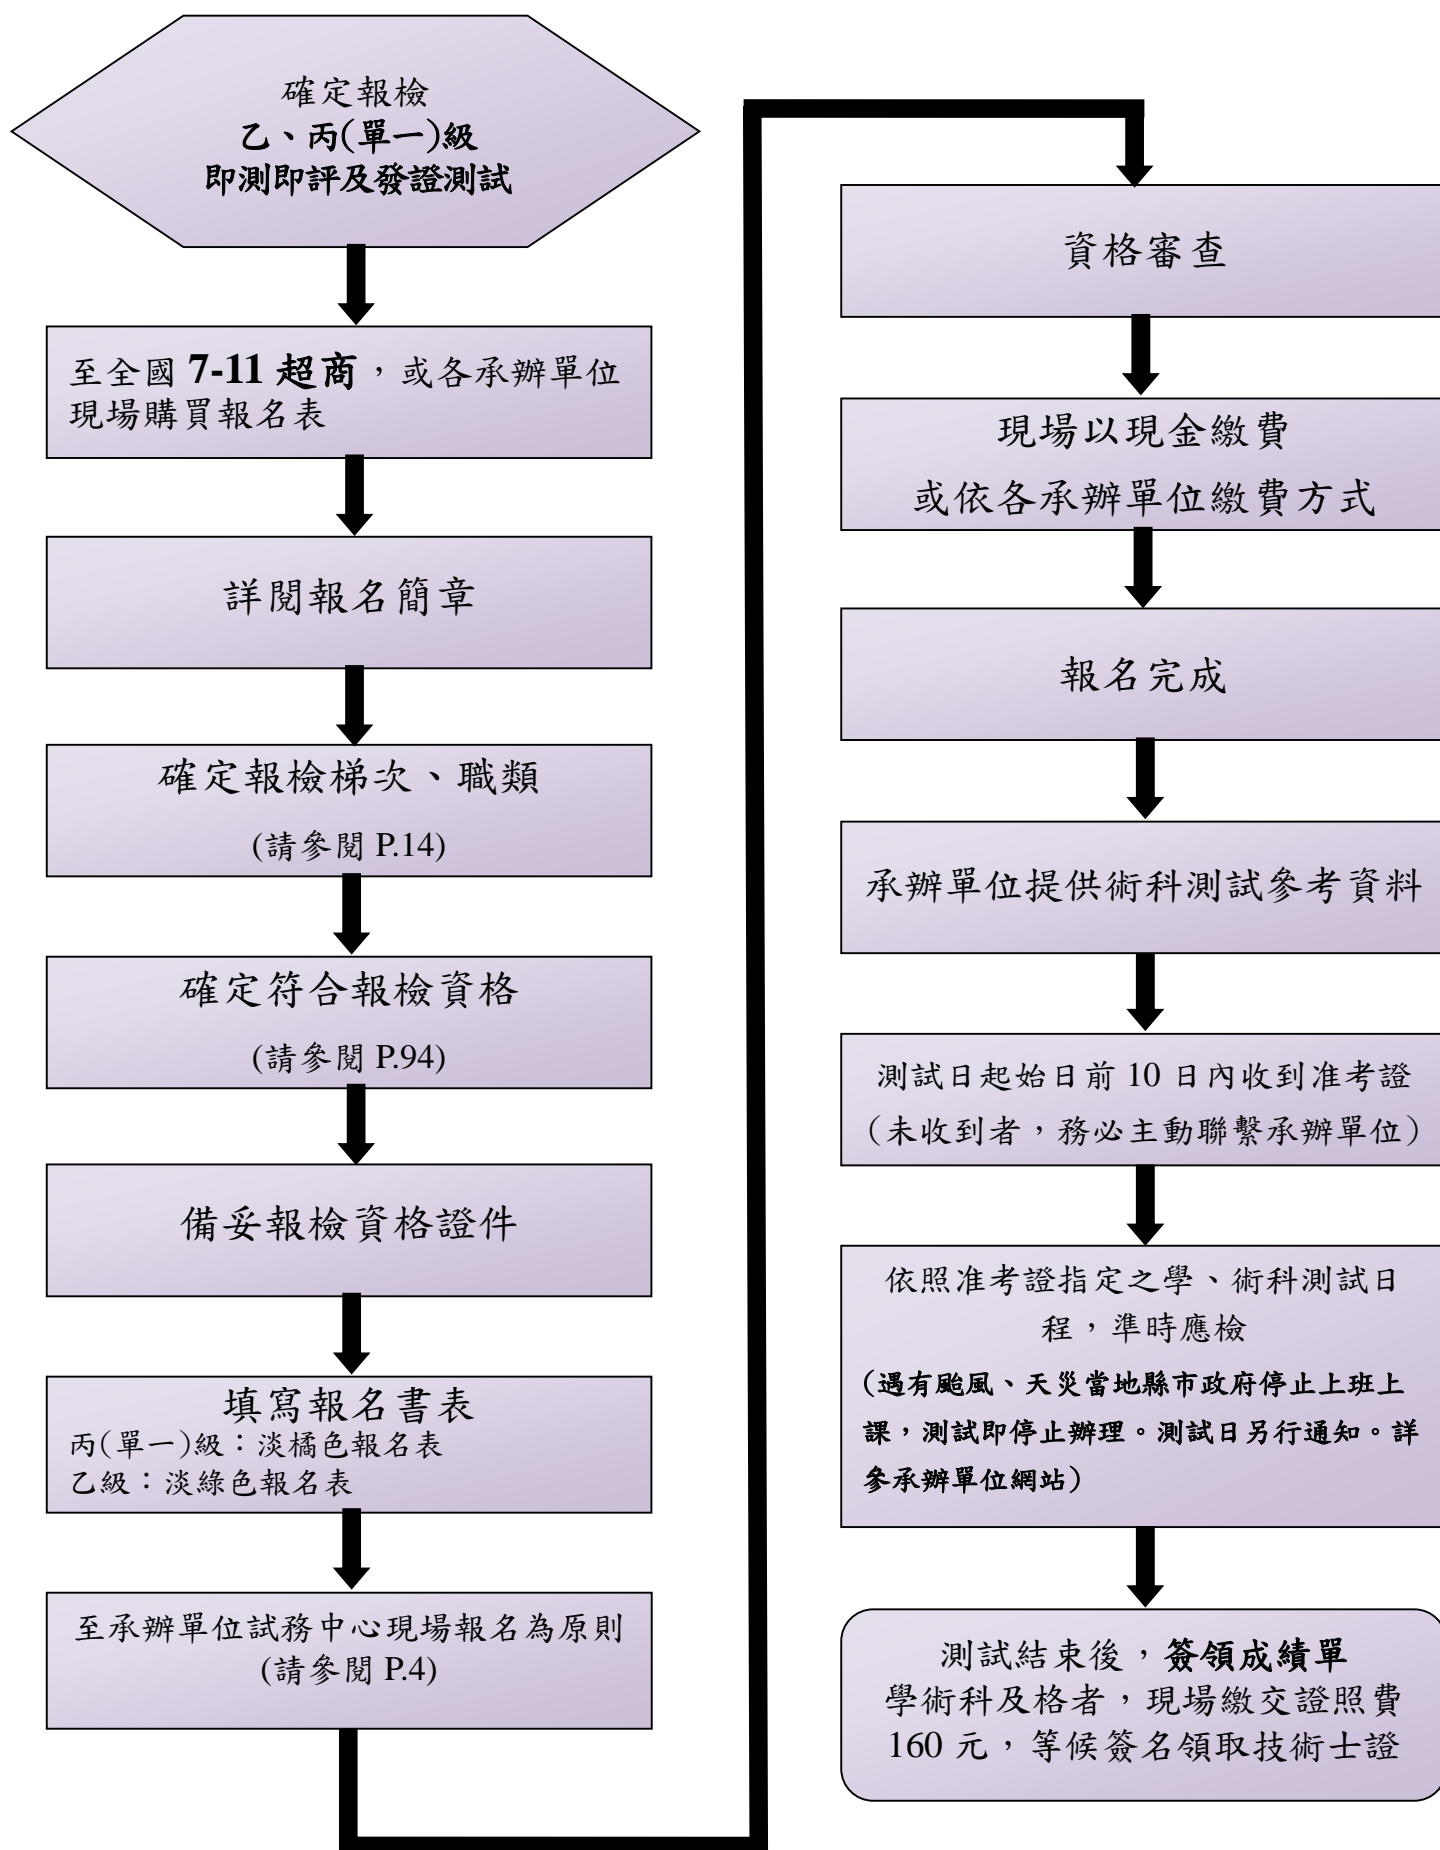 確定報檢
乙、丙(單一)級
即測即評及發證測試
至全國 7-11 超商，或各承辦單位
現場購買報名表
詳閱報名簡章
確定報檢梯次、職類
(請參閱 P.14)
確定符合報檢資格
(請參閱 P.94)
備妥報檢資格證件
填寫報名書表
丙(單一)級：淡橘色報名表
乙級：淡綠色報名表
至承辦單位試務中心現場報名為原則
(請參閱 P.4)
資格審查
現場以現金繳費
或依各承辦單位繳費方式
報名完成
承辦單位提供術科測試參考資料
測試日起始日前 10 日內收到准考證
（未收到者，務必主動聯繫承辦單位）
依照准考證指定之學、術科測試日
程，準時應檢
（遇有颱風、天災當地縣市政府停止上班上
課，測試即停止辦理。測試日另行通知。詳
參承辦單位網站）
測試結束後，簽領成績單
學術科及格者，現場繳交證照費
160 元，等候簽名領取技術士證